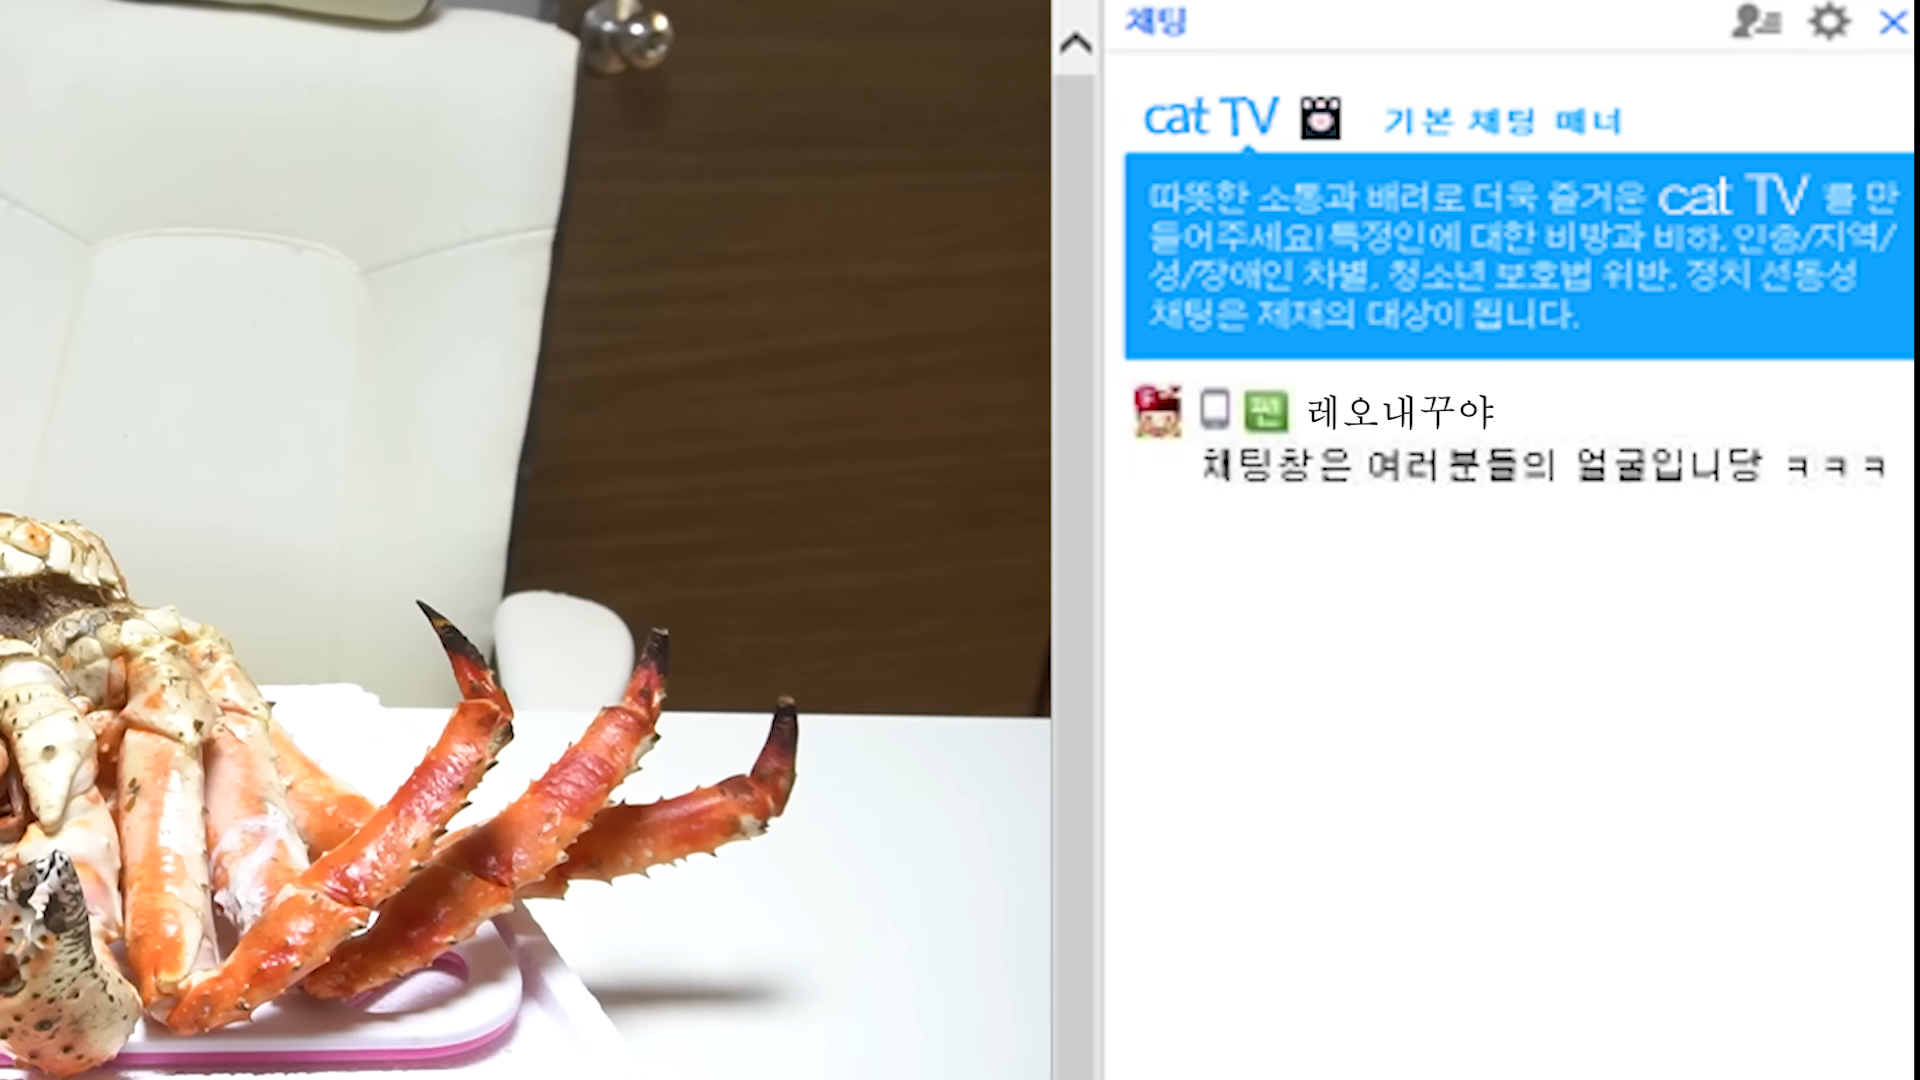 채팅
cat TV 기본 채팅 매너
따뜻한 소통과 배려로 더욱 즐거운 cat TV 를 만
들어주세요! 특정인에 대한 비방과 비하, 인종/지역/
성/장애인 차별, 청소년 보호법 위반, 정치 선동성
채팅은 제재의 대상이 됩니다.
팬 레오내꾸야
채팅창은 여러분들의 얼굴입니당 ㅋㅋㅋ